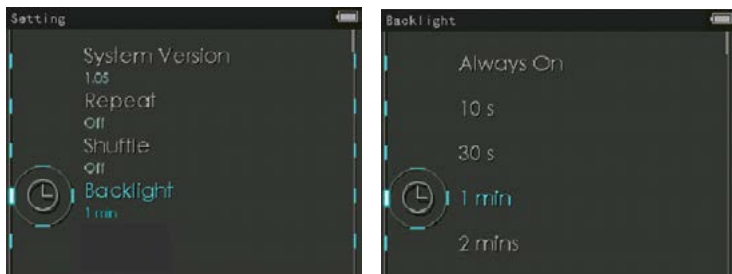 Setting
System Version
1.05
Repeat
Off
Shuffle
Off
Backlight
1 min
Backlight
Always On
10 s
30 s
1 min
2 mins